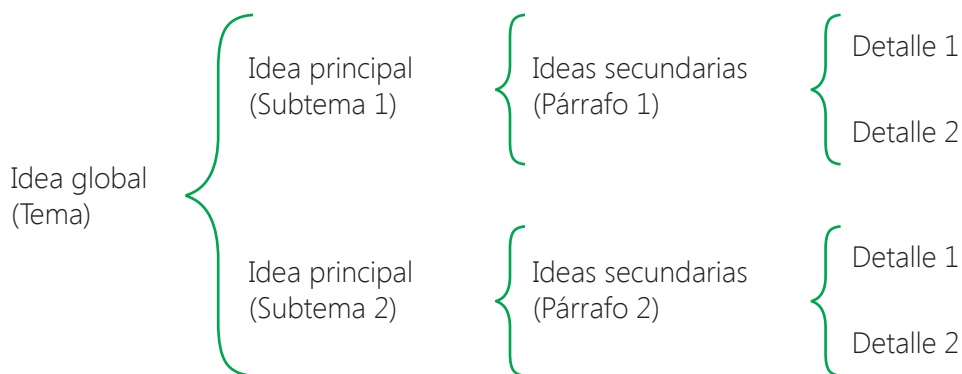 Idea global
(Tema)
Idea principal
(Subtema 1)
Ideas secundarias
(Párrafo 1)
Detalle 1
Detalle 2
Idea principal
(Subtema 2)
Ideas secundarias
(Párrafo 2)
Detalle 1
Detalle 2